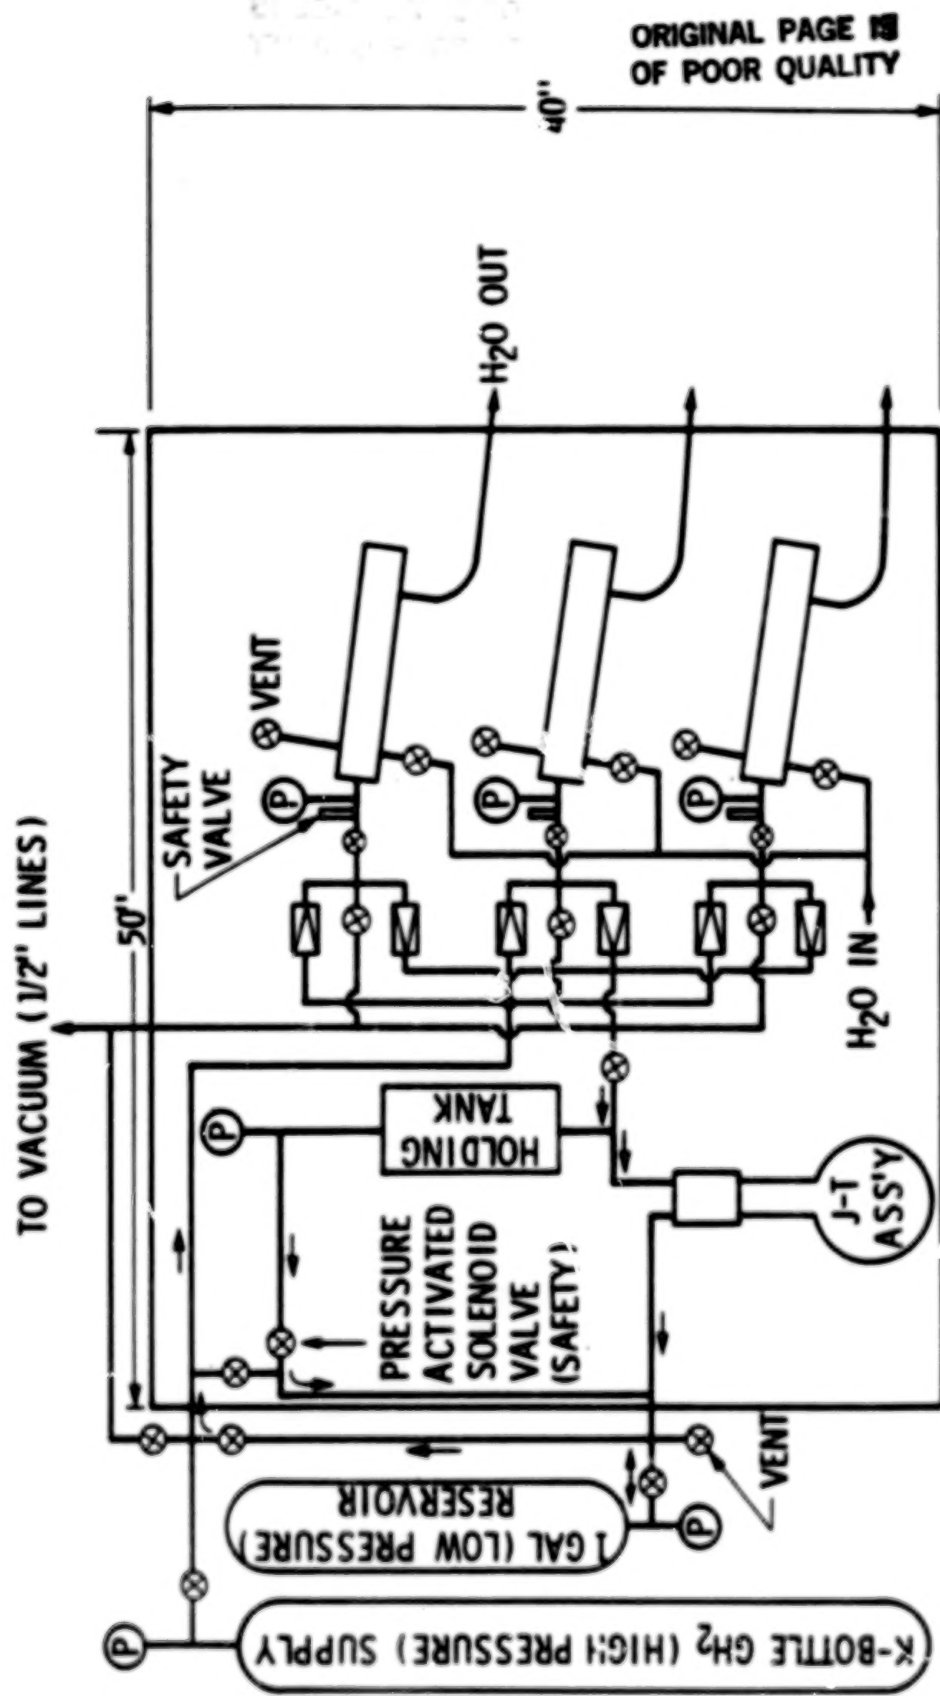 ORIGINAL PAGE IS
OF POOR QUALITY
40"
H2O OUT
VENT
SAFETY
VALVE
P
P
P
TO VACUUM (1/2" LINES)
50"
H2O IN
P
HOLDING
TANK
J-T
ASS'Y
PRESSURE
ACTIVATED
SOLENOID
VALVE
(SAFETY)
VENT
1 GAL (LOW PRESSURE)
RESERVOIR
P
P
K-BOTTLE GH2 (HIGH PRESSURE) SUPPLY